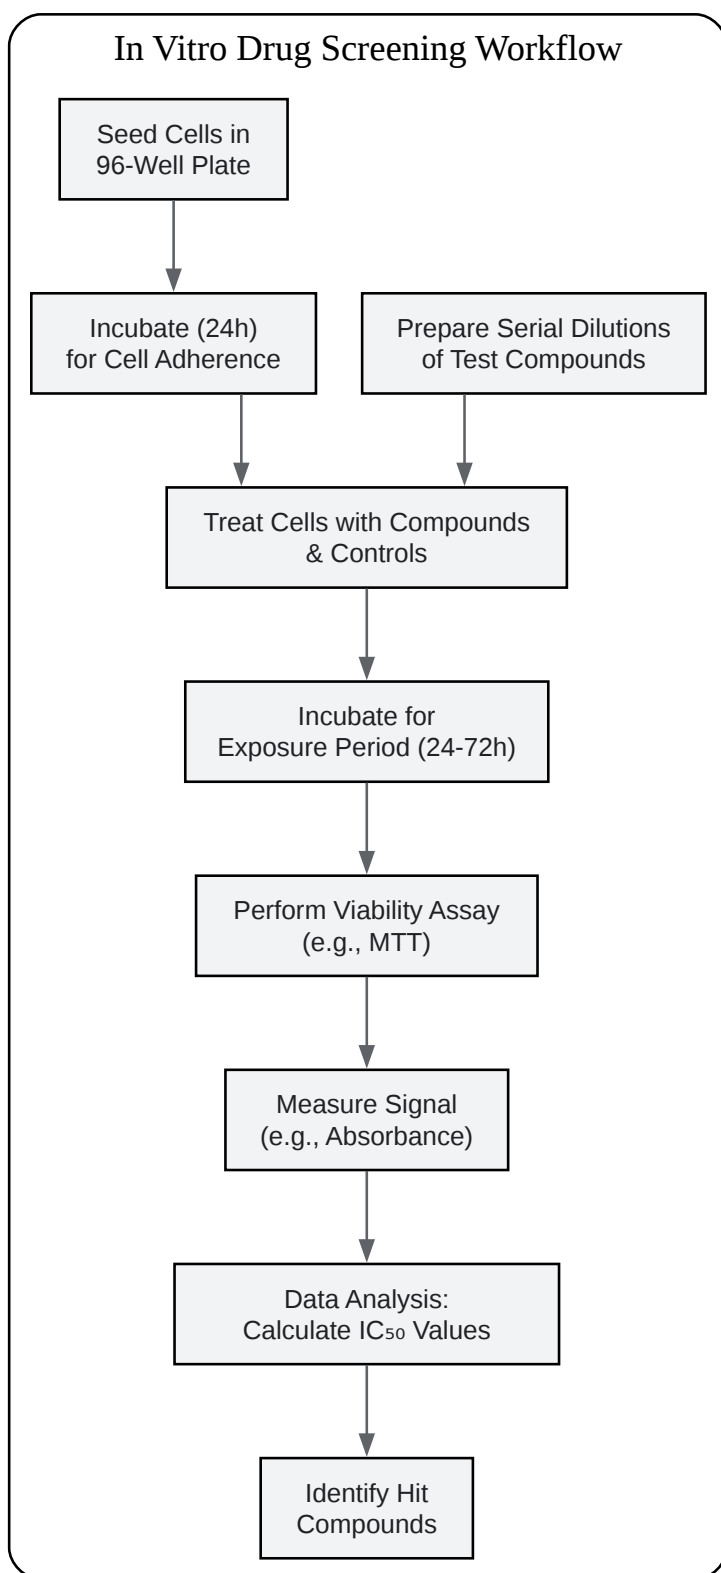 In Vitro Drug Screening Workflow
Seed Cells in
96-Well Plate
Incubate (24h)
for Cell Adherence
Prepare Serial Dilutions
of Test Compounds
Treat Cells with Compounds
& Controls
Incubate for
Exposure Period (24-72h)
Perform Viability Assay
(e.g., MTT)
Measure Signal
(e.g., Absorbance)
Data Analysis:
Calculate IC₅₀ Values
Identify Hit
Compounds